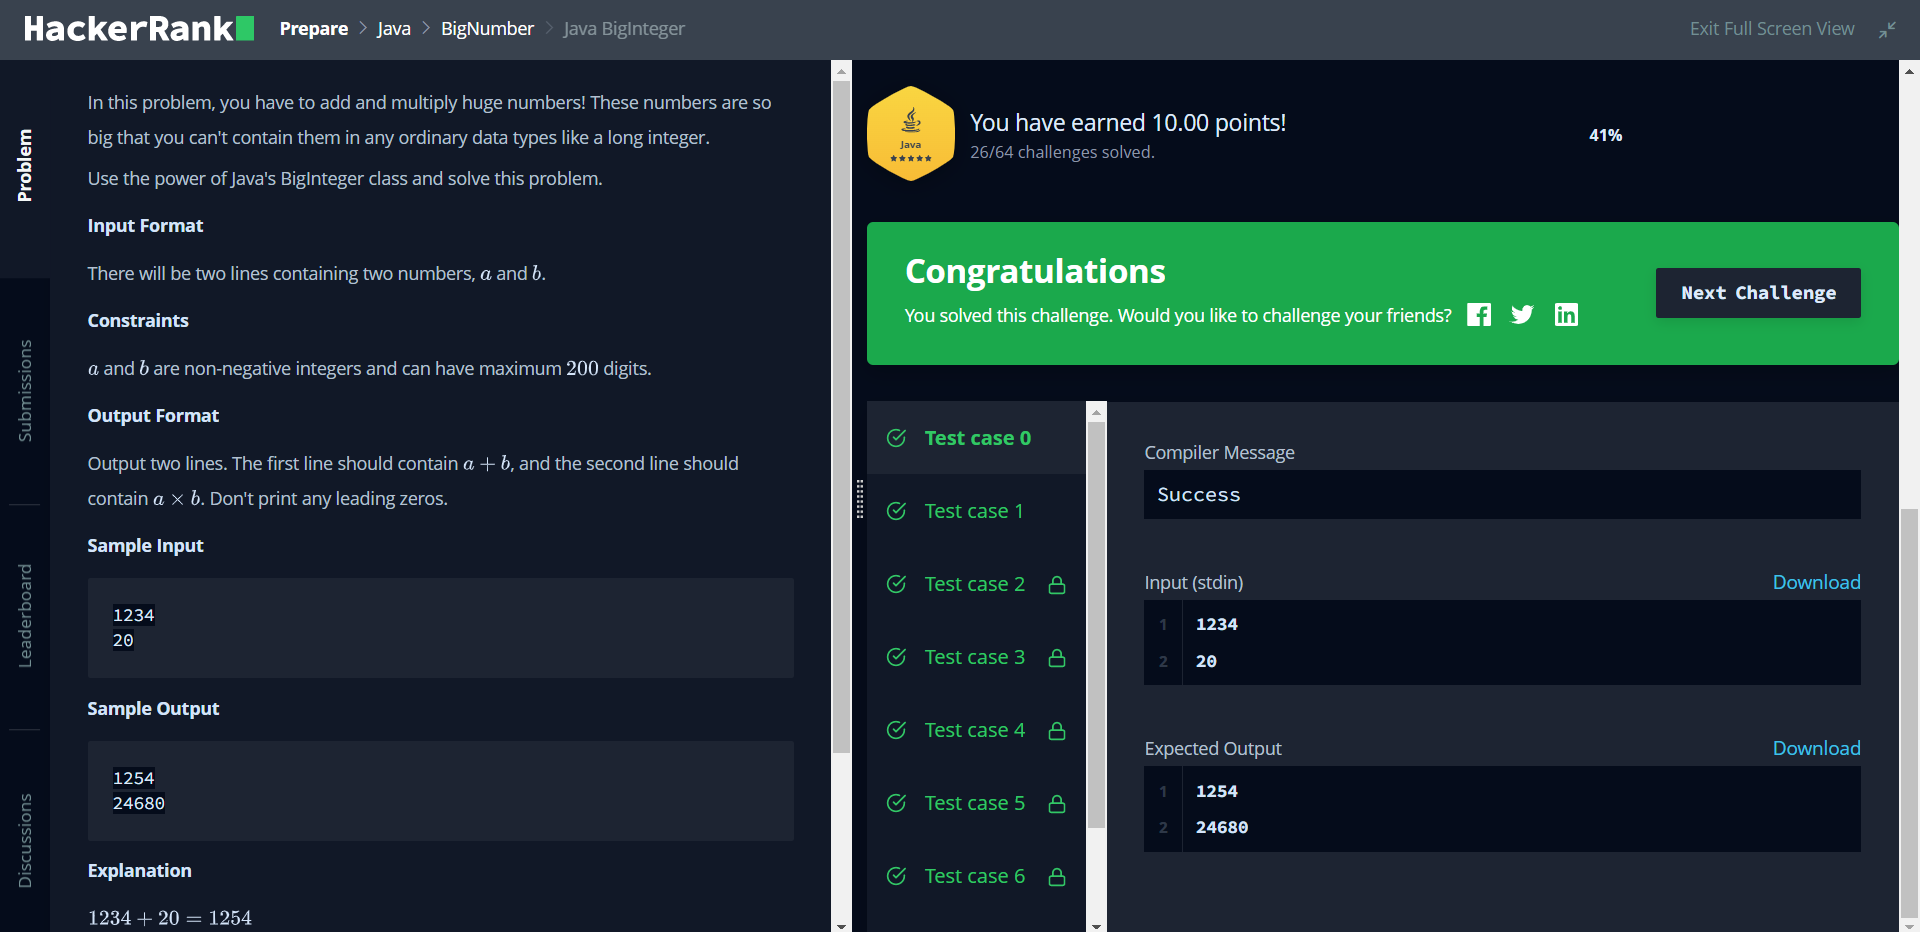 HackerRank Prepare > Java > BigNumber > Java BigInteger Exit Full Screen View
Problem
Submissions
Leaderboard
Discussions
In this problem, you have to add and multiply huge numbers! These numbers are so
big that you can't contain them in any ordinary data types like a long integer.
Use the power of Java's BigInteger class and solve this problem.
Input Format
There will be two lines containing two numbers, a and b.
Constraints
a and b are non-negative integers and can have maximum 200 digits.
Output Format
Output two lines. The first line should contain a + b, and the second line should
contain a × b. Don't print any leading zeros.
Sample Input
1234
20
Sample Output
1254
24680
Explanation
1234 + 20 = 1254
Java
You have earned 10.00 points!
26/64 challenges solved.
41%
Congratulations
You solved this challenge. Would you like to challenge your friends?
Next Challenge
Test case 0
Test case 1
Test case 2
Test case 3
Test case 4
Test case 5
Test case 6
Compiler Message
Success
Input (stdin) Download
1 1234
2 20
Expected Output Download
1 1254
2 24680